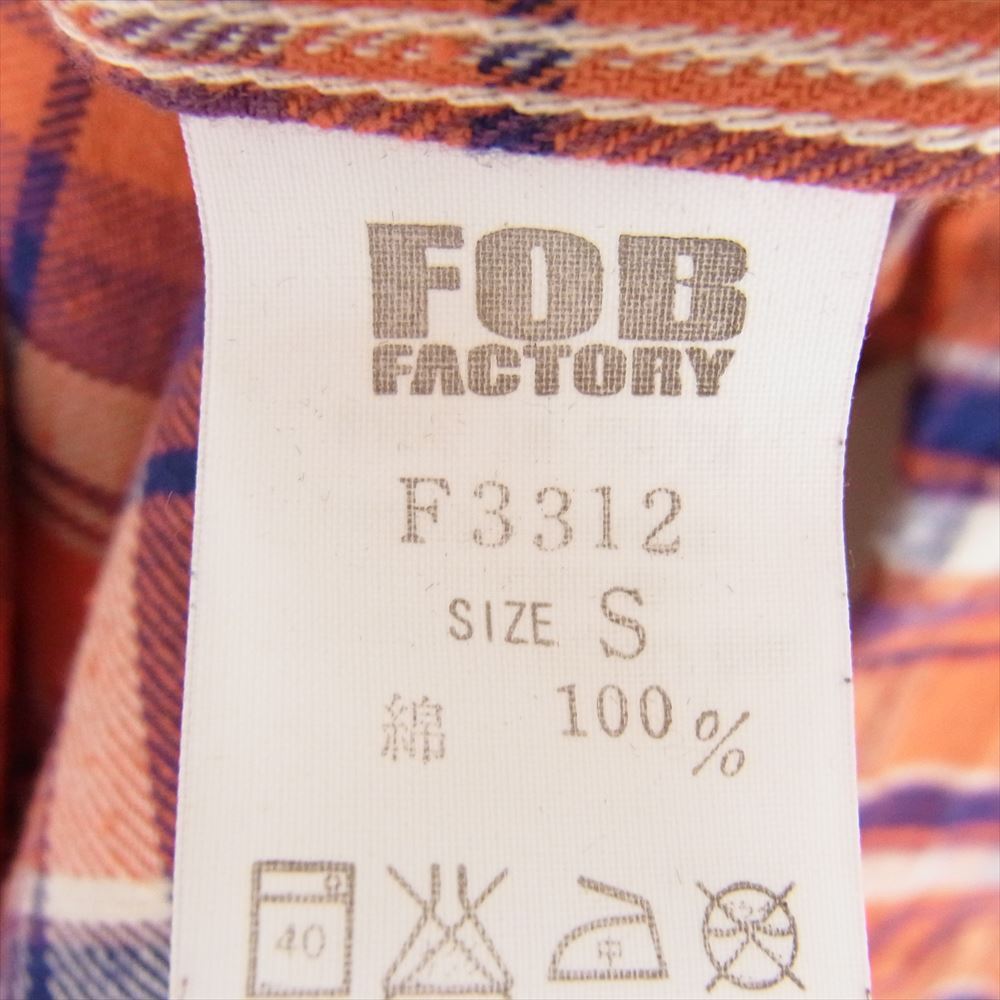 FOB
FACTORY
F3312
SIZE S
綿 100%
40 中